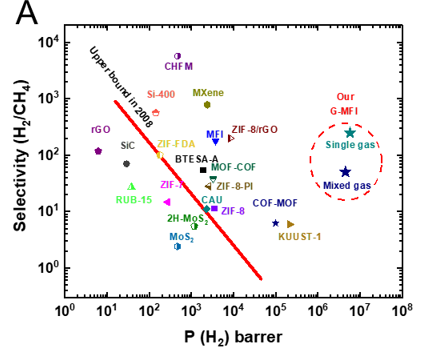 A
Selectivity (H2/CH4)
10^4
10^3
10^2
10^1
10^0
Upper bound in 2008
CHFM
Si-400
MXene
Our
G-MFI
rGO
SiC
ZIF-FDA
MFI
ZIF-8/rGO
Single gas
BTESA-A
MOF-COF
RUB-15
ZIF-7
ZIF-8-PI
Mixed gas
CAU
ZIF-8
COF-MOF
2H-MoS2
MoS2
KUUST-1
10^0 10^1 10^2 10^3 10^4 10^5 10^6 10^7 10^8
P (H2) barrer